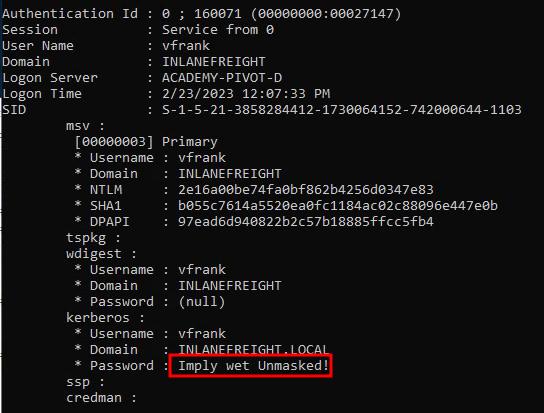 Authentication Id : 0 ; 160071 (00000000:00027147)
Session           : Service from 0
User Name         : vfrank
Domain            : INLANEFREIGHT
Logon Server      : ACADEMY-PIVOT-D
Logon Time        : 2/23/2023 12:07:33 PM
SID               : S-1-5-21-3858284412-1730064152-742000644-1103
        msv :
         [00000003] Primary
         * Username : vfrank
         * Domain   : INLANEFREIGHT
         * NTLM     : 2e16a00be74fa0bf862b4256d0347e83
         * SHA1     : b055c7614a5520ea0fc1184ac02c88096e447e0b
         * DPAPI    : 97ead6d940822b2c57b18885ffcc5fb4
        tspkg :
        wdigest :
         * Username : vfrank
         * Domain   : INLANEFREIGHT
         * Password : (null)
        kerberos :
         * Username : vfrank
         * Domain   : INLANEFREIGHT.LOCAL
         * Password : Imply wet Unmasked!
        ssp :
        credman :